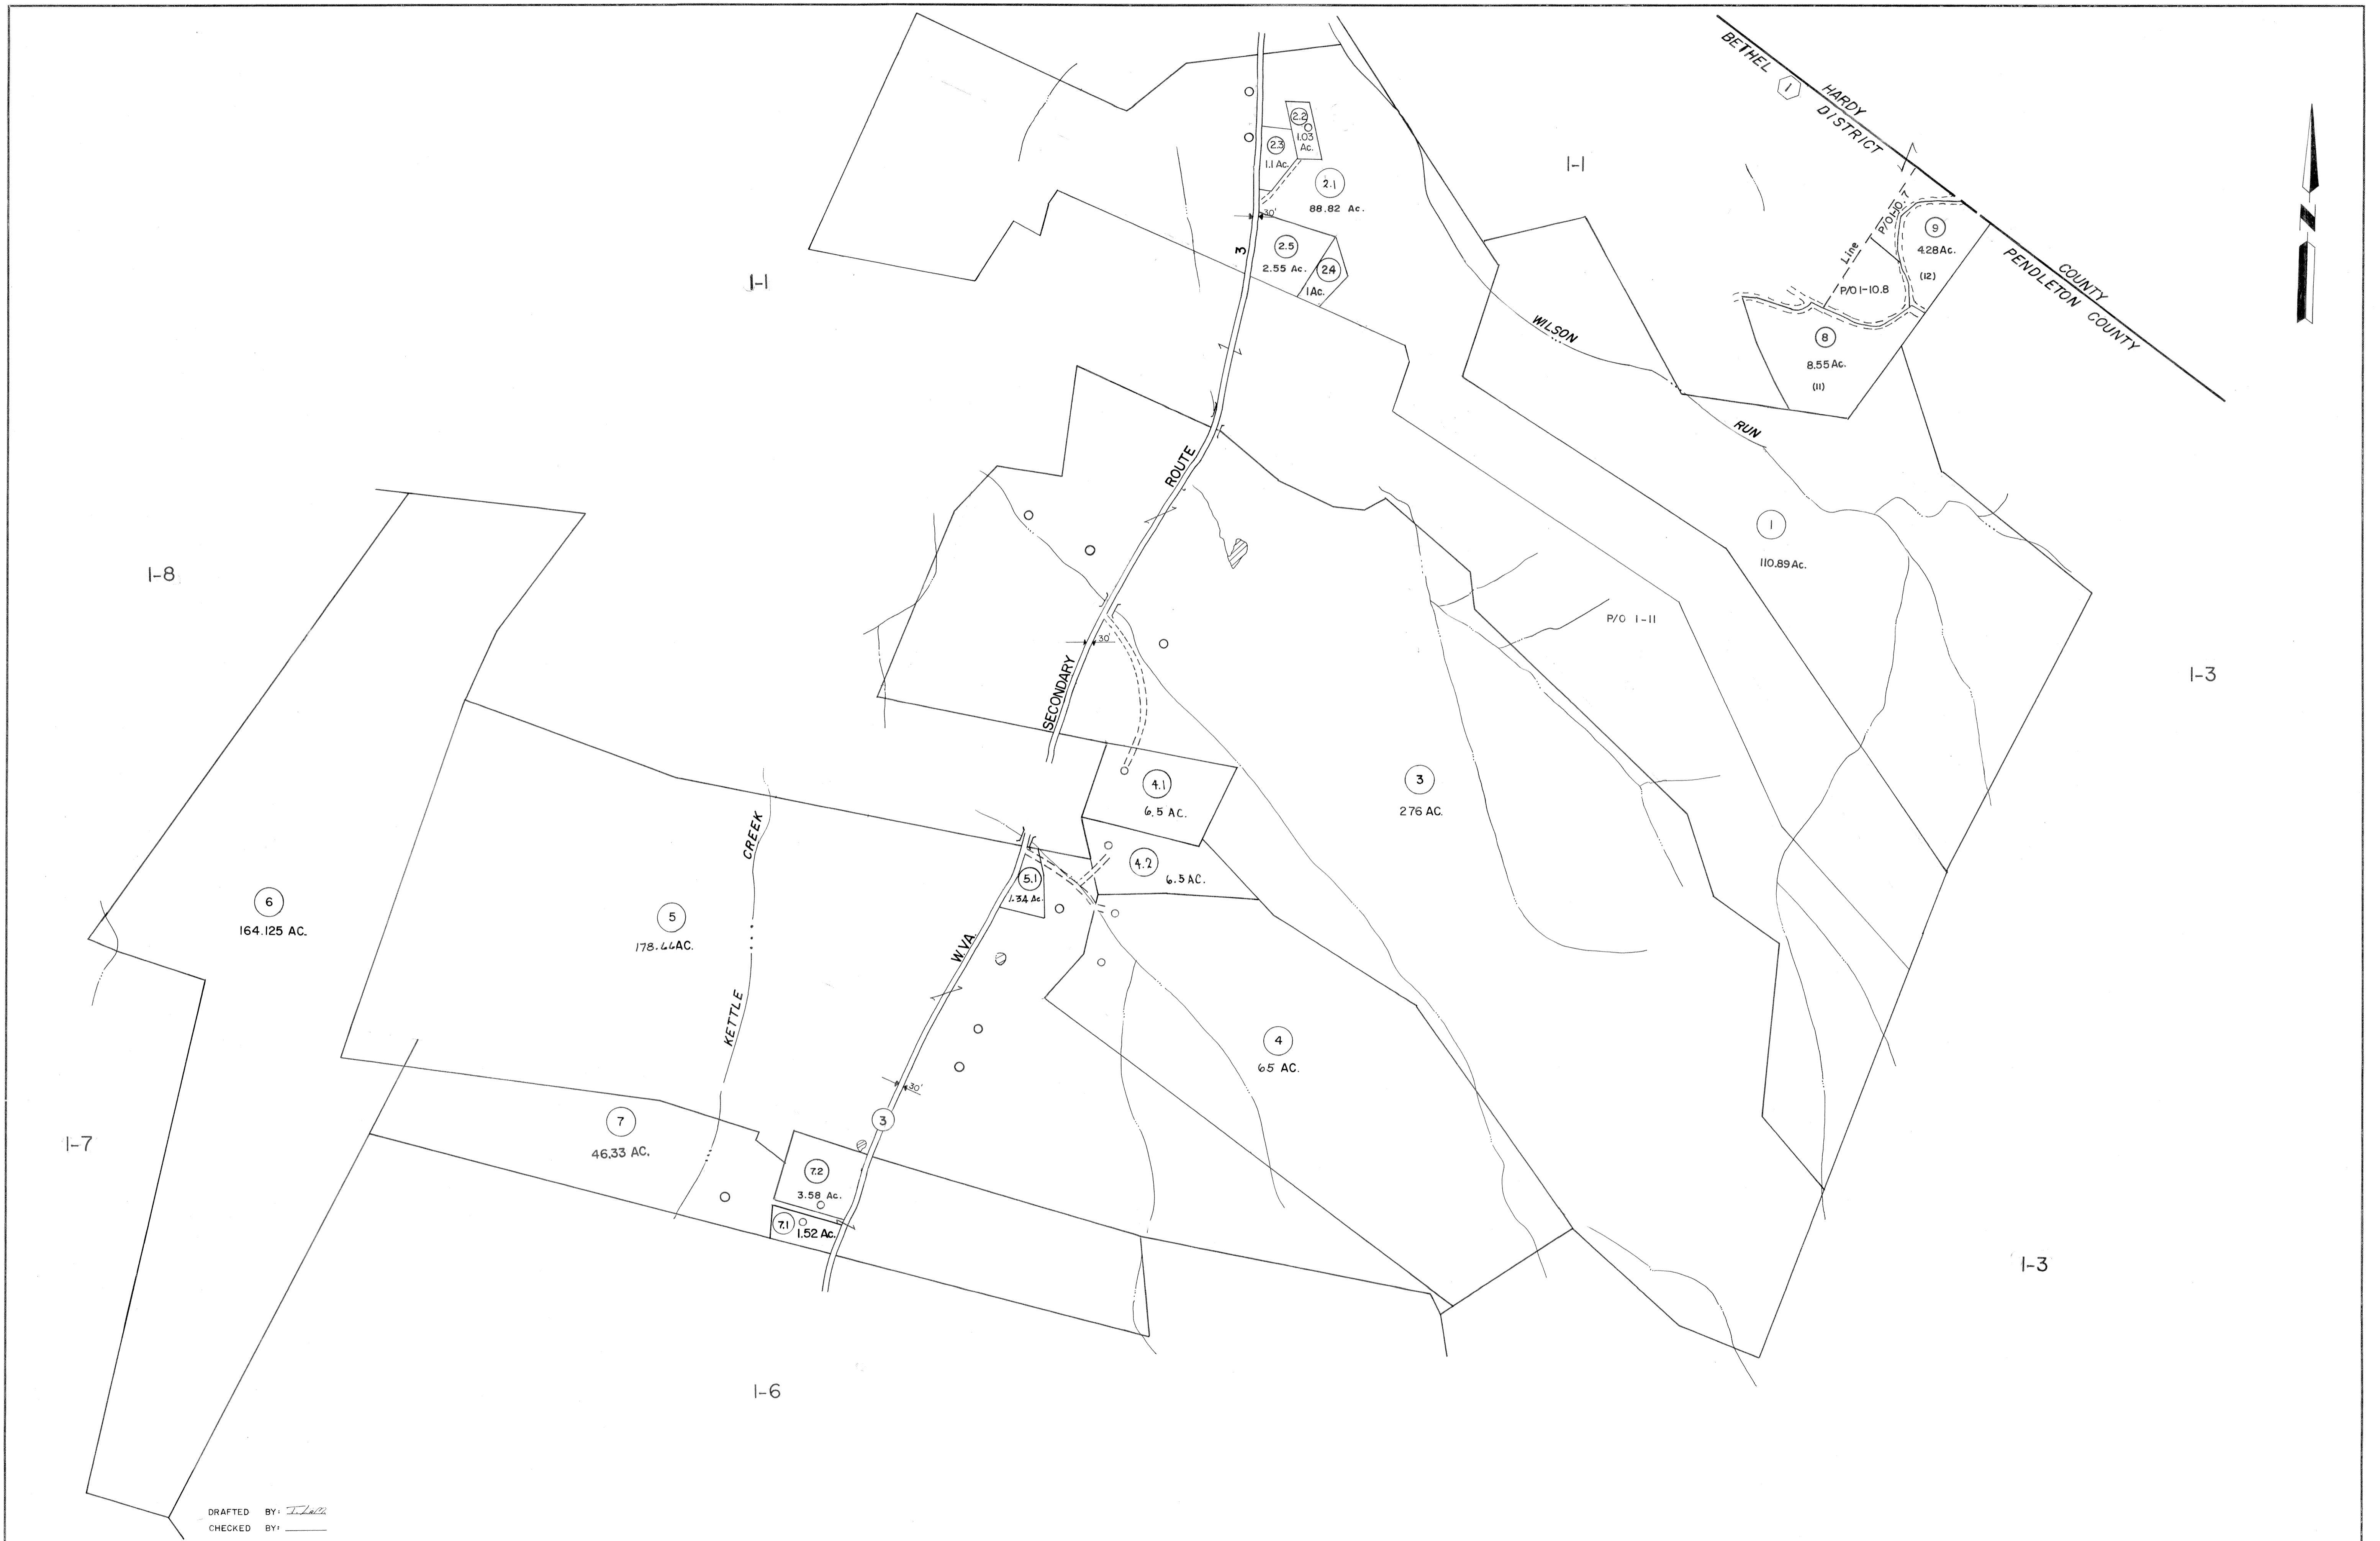 BETHEL 1 DISTRICT
HARDY COUNTY
PENDLETON COUNTY
2.2
1.03
Ac.
2.3
1.1 Ac.
2.1
88.82 Ac.
30'
2.5
2.55 Ac.
2.4
1 Ac.
3
1-1
1-1
N
P/O 1-10.7
Line
9
4.28 Ac.
(12)
P/O 1-10.8
8
8.55 Ac.
(11)
WILSON
RUN
ROUTE
1
110.89 Ac.
1-8
P/O 1-11
30'
SECONDARY
1-3
4.1
6.5 AC.
3
276 AC.
CREEK
4.2
6.5 AC.
5.1
1.34 Ac.
6
164.125 AC.
5
178.66 AC.
W.VA.
KETTLE
4
65 AC.
30'
3
7
46.33 AC.
1-7
7.2
3.58 Ac.
7.1
1.52 Ac.
1-3
1-6
DRAFTED BY:
CHECKED BY: